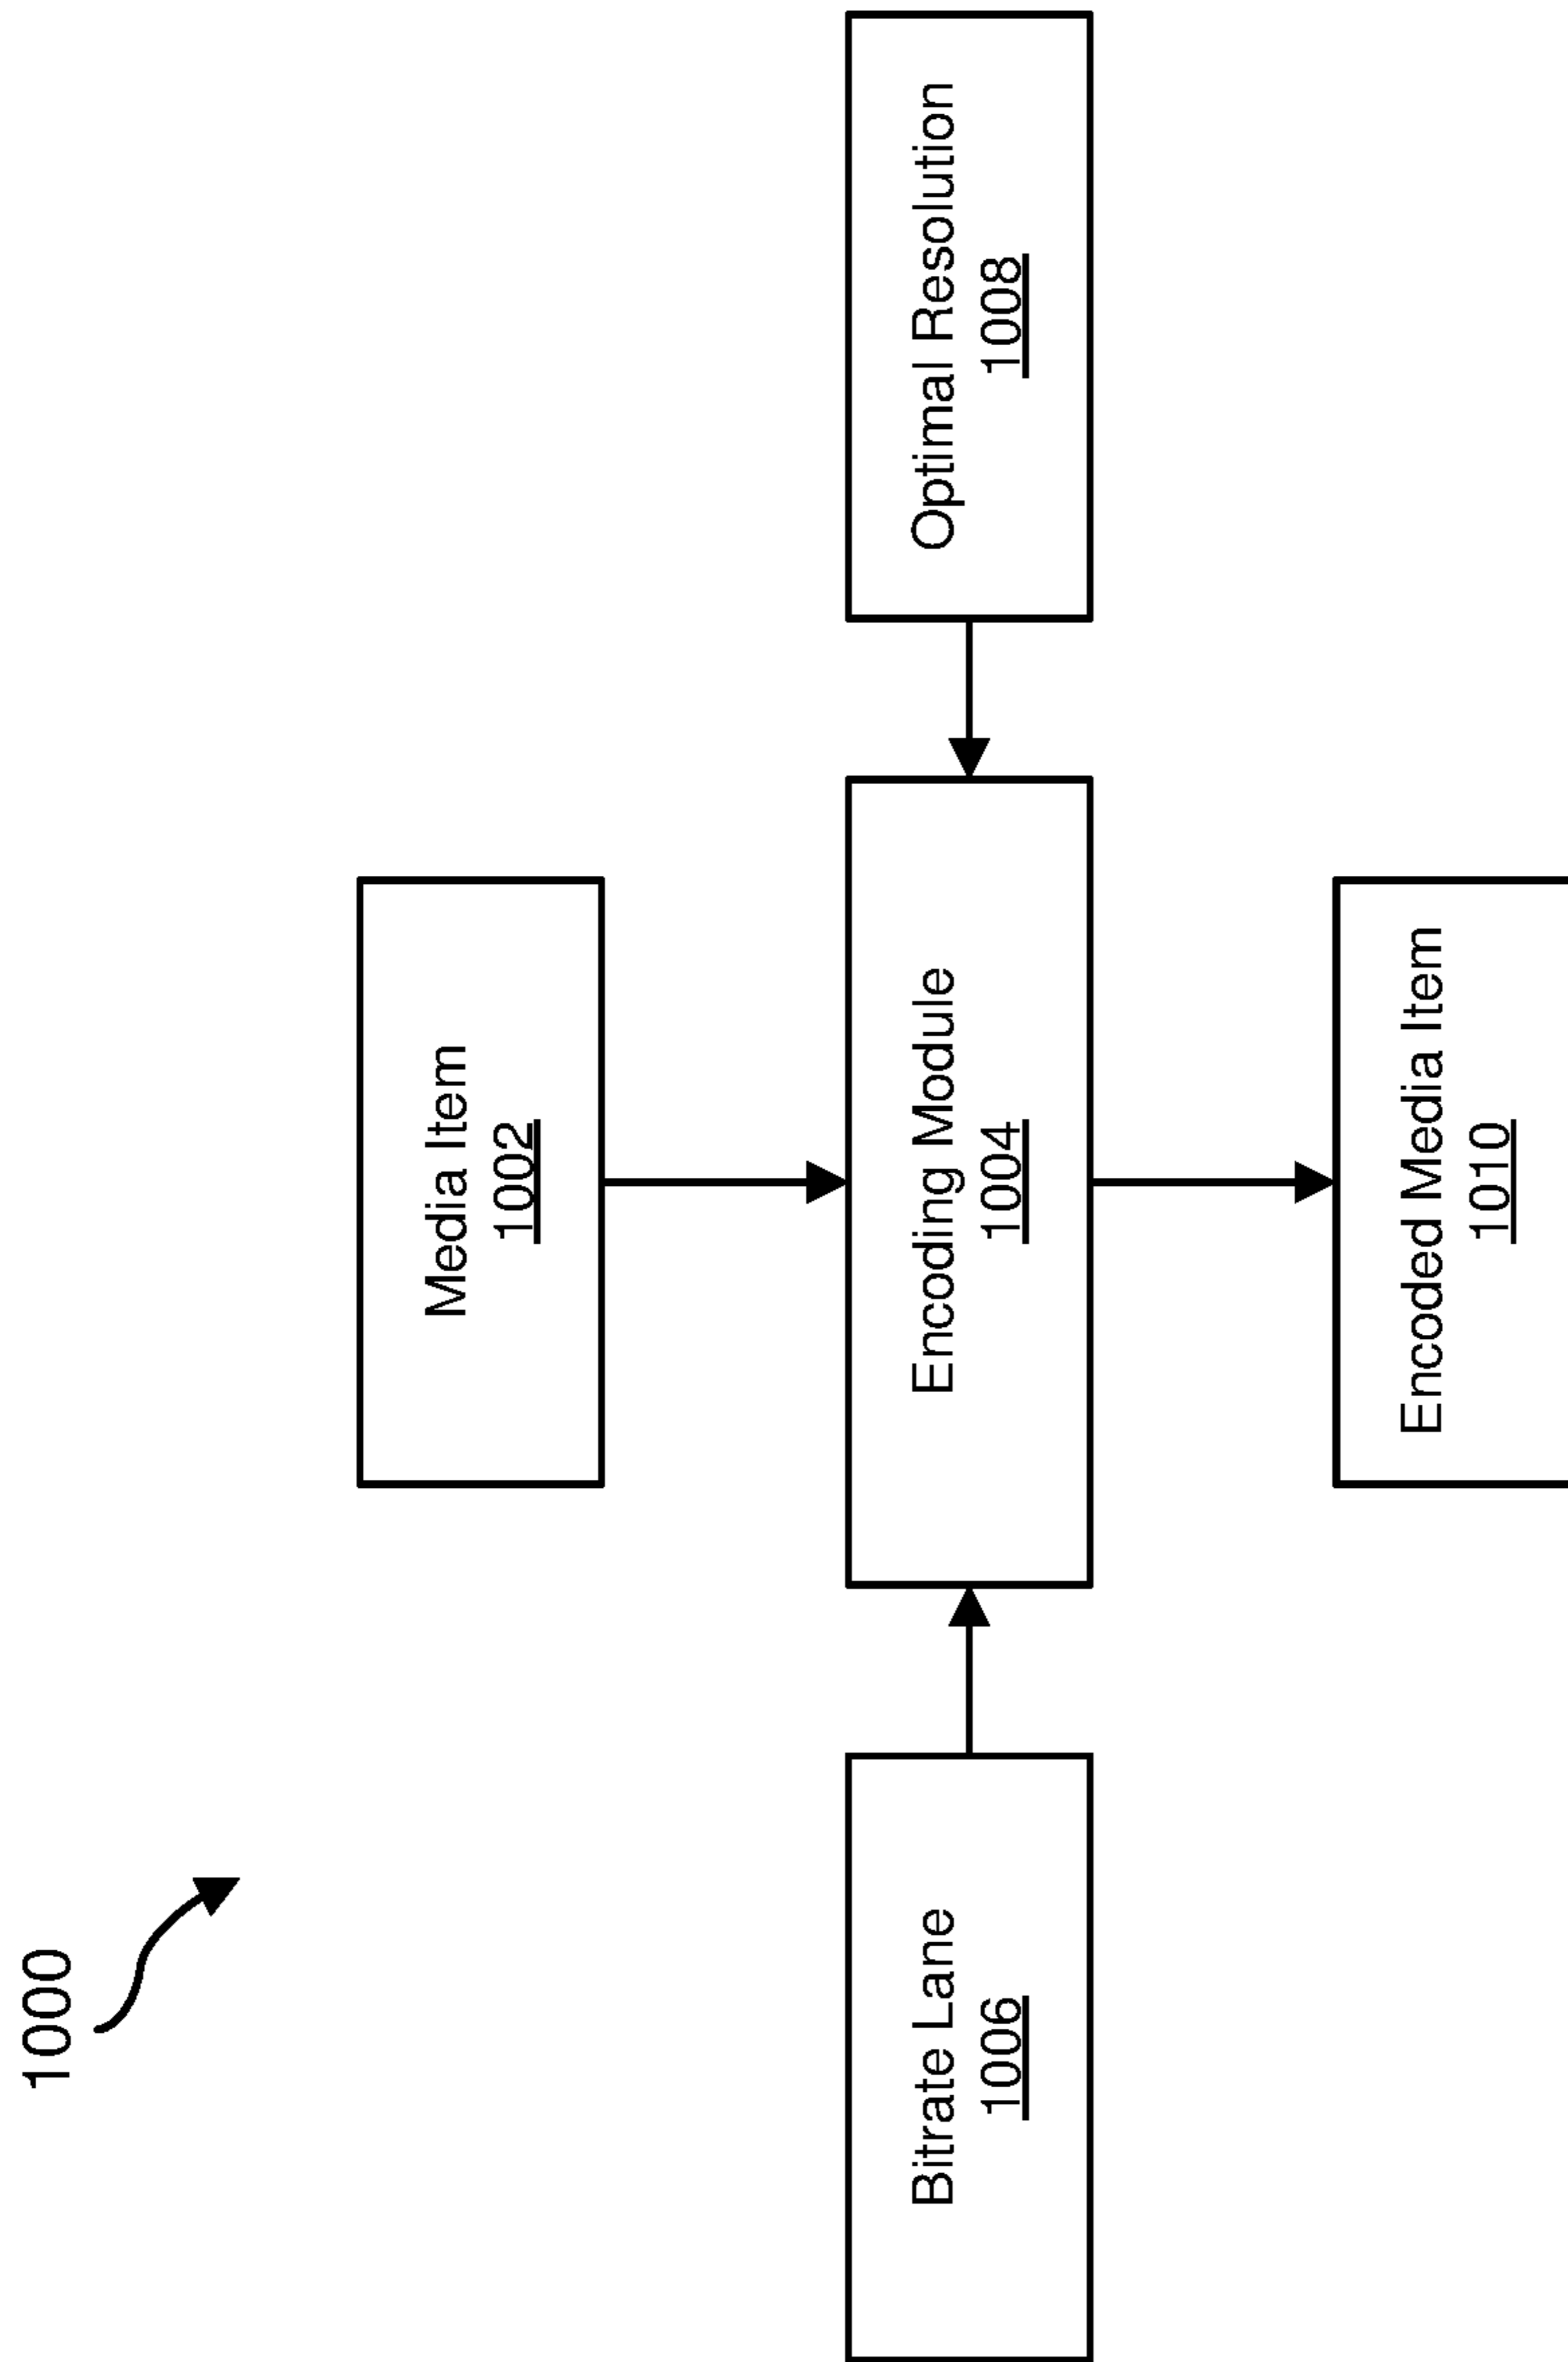 1000
Media Item
1002
Bitrate Lane
1006
Encoding Module
1004
Optimal Resolution
1008
Encoded Media Item
1010